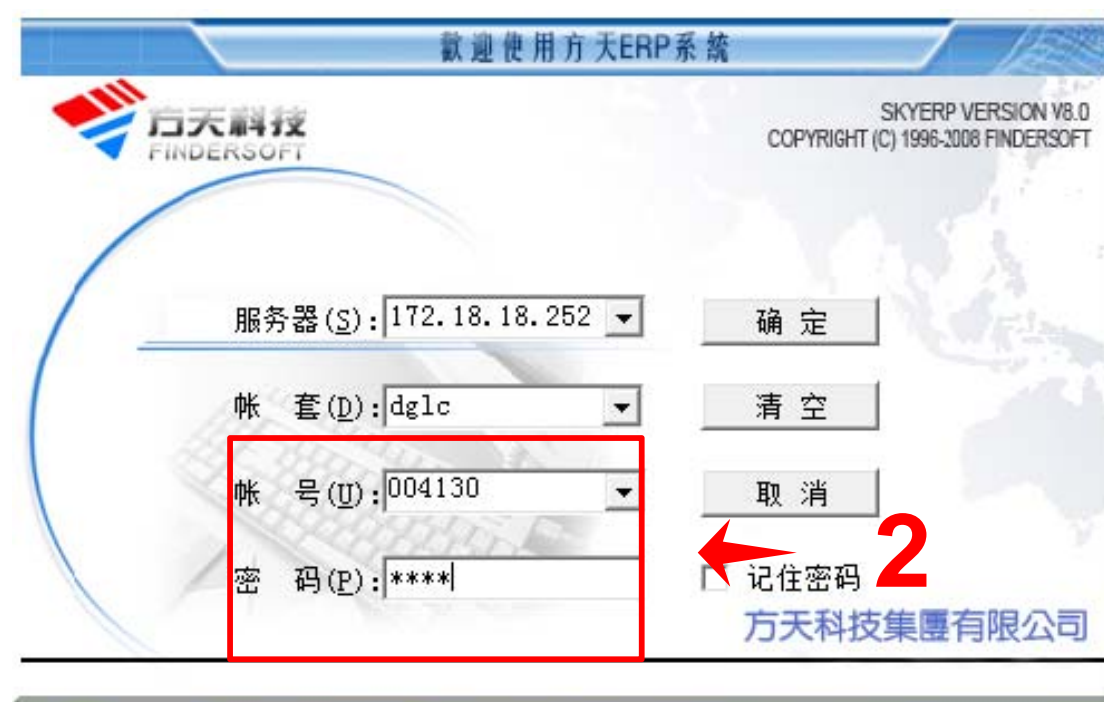 歡迎使用方天ERP系統
方天科技
FINDERSOFT
SKYERP VERSION V8.0
COPYRIGHT (C) 1996-2008 FINDERSOFT
服务器(S):172.18.18.252
确 定
帐 套(D):dglc
清 空
帐 号(U):004130
取 消
2
密 码(P):****
记住密码
方天科技集團有限公司